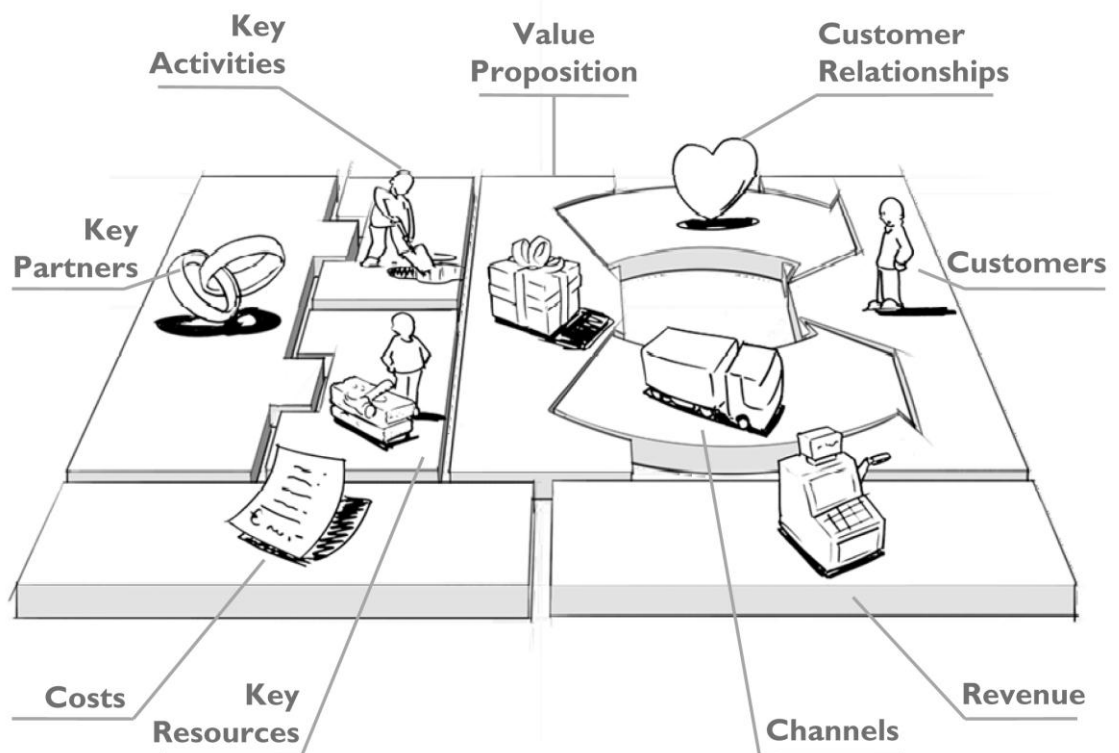 Key
Activities
Value
Proposition
Customer
Relationships
Key
Partners
Customers
Costs
Key
Resources
Channels
Revenue